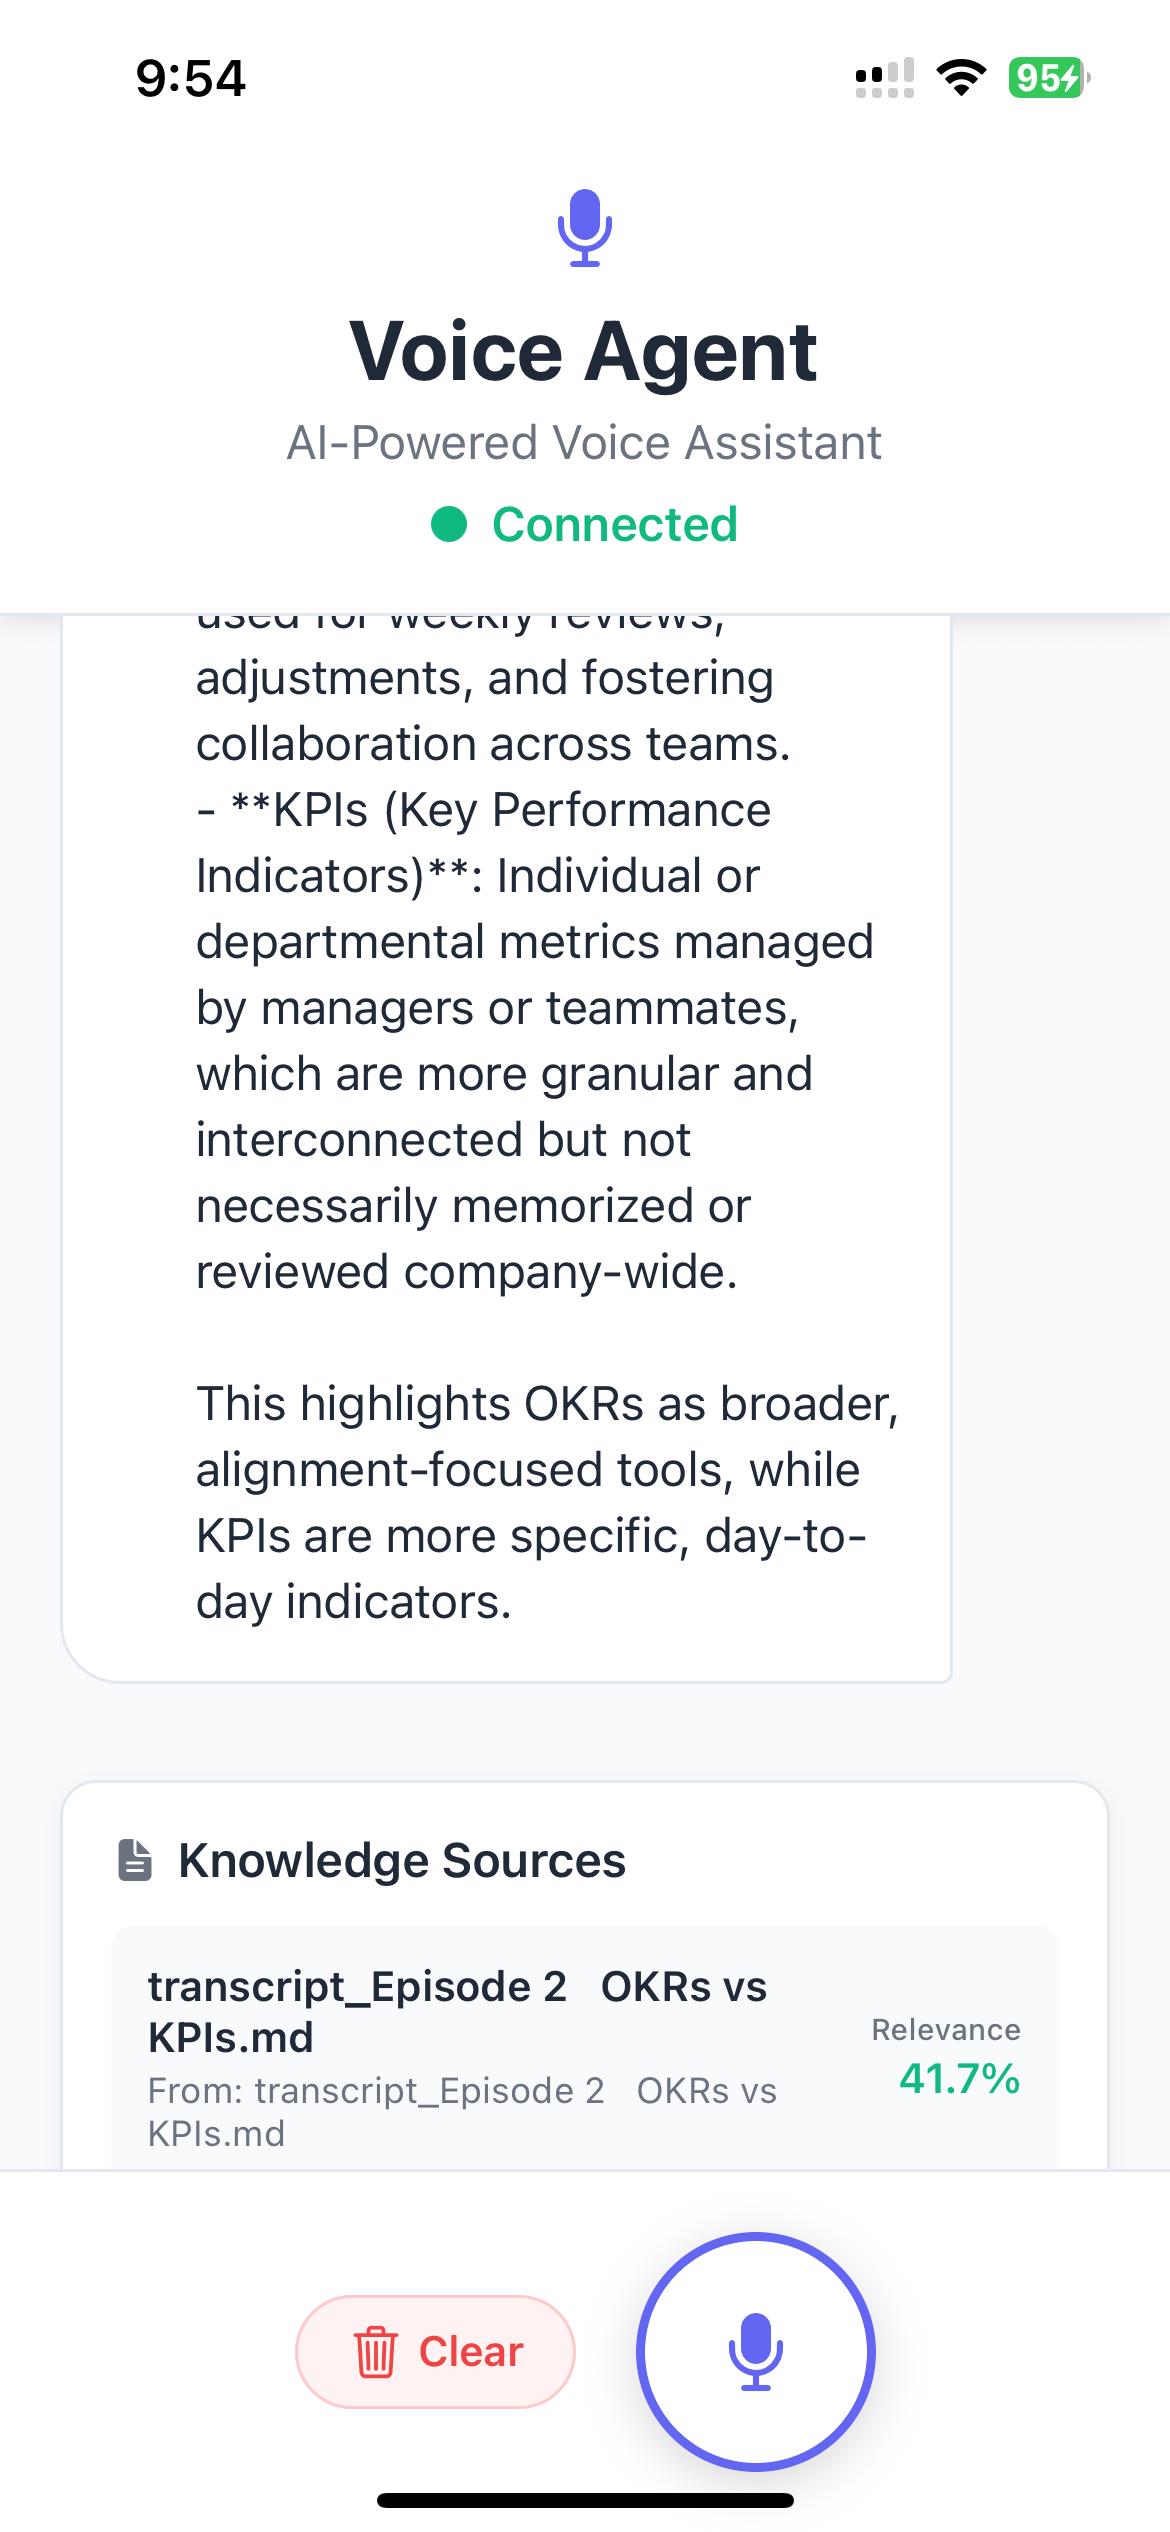 9:54
95
Voice Agent
AI-Powered Voice Assistant
Connected
used for weekly reviews,
adjustments, and fostering
collaboration across teams.
- **KPIs (Key Performance
Indicators)**: Individual or
departmental metrics managed
by managers or teammates,
which are more granular and
interconnected but not
necessarily memorized or
reviewed company-wide.
This highlights OKRs as broader,
alignment-focused tools, while
KPIs are more specific, day-to-
day indicators.
Knowledge Sources
transcript_Episode 2   OKRs vs
KPIs.md
From: transcript_Episode 2   OKRs vs
KPIs.md
Relevance
41.7%
Clear